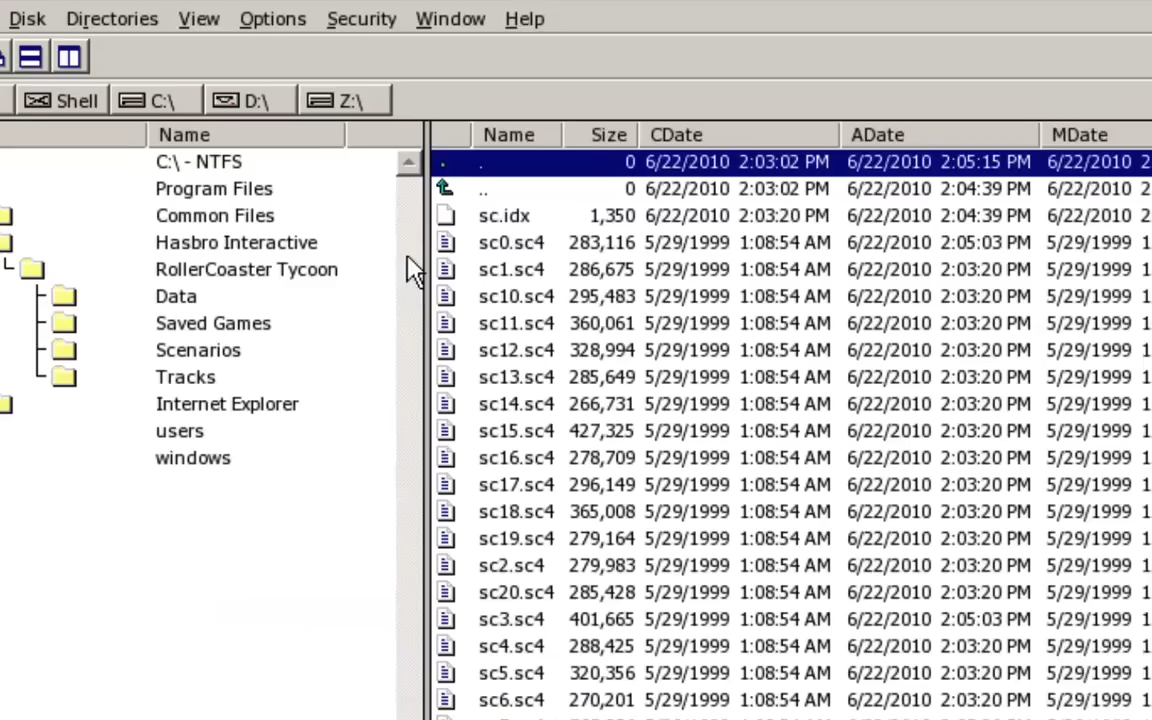 Disk Directories View Options Security Window Help
Shell C:\ D:\ Z:\
Name
C:\ - NTFS
Program Files
Common Files
Hasbro Interactive
RollerCoaster Tycoon
Data
Saved Games
Scenarios
Tracks
Internet Explorer
users
windows
Name Size CDate ADate MDate
. 0 6/22/2010 2:03:02 PM 6/22/2010 2:05:15 PM 6/22/2010 2
.. 0 6/22/2010 2:03:02 PM 6/22/2010 2:04:39 PM 6/22/2010 2
sc.idx 1,350 6/22/2010 2:03:20 PM 6/22/2010 2:04:39 PM 6/22/2010 2
sc0.sc4 283,116 5/29/1999 1:08:54 AM 6/22/2010 2:05:03 PM 5/29/1999 1
sc1.sc4 286,675 5/29/1999 1:08:54 AM 6/22/2010 2:03:20 PM 5/29/1999 1
sc10.sc4 295,483 5/29/1999 1:08:54 AM 6/22/2010 2:03:20 PM 5/29/1999 1
sc11.sc4 360,061 5/29/1999 1:08:54 AM 6/22/2010 2:03:20 PM 5/29/1999 1
sc12.sc4 328,994 5/29/1999 1:08:54 AM 6/22/2010 2:03:20 PM 5/29/1999 1
sc13.sc4 285,649 5/29/1999 1:08:54 AM 6/22/2010 2:03:20 PM 5/29/1999 1
sc14.sc4 266,731 5/29/1999 1:08:54 AM 6/22/2010 2:03:20 PM 5/29/1999 1
sc15.sc4 427,325 5/29/1999 1:08:54 AM 6/22/2010 2:03:20 PM 5/29/1999 1
sc16.sc4 278,709 5/29/1999 1:08:54 AM 6/22/2010 2:03:20 PM 5/29/1999 1
sc17.sc4 296,149 5/29/1999 1:08:54 AM 6/22/2010 2:03:20 PM 5/29/1999 1
sc18.sc4 365,008 5/29/1999 1:08:54 AM 6/22/2010 2:03:20 PM 5/29/1999 1
sc19.sc4 279,164 5/29/1999 1:08:54 AM 6/22/2010 2:03:20 PM 5/29/1999 1
sc2.sc4 279,983 5/29/1999 1:08:54 AM 6/22/2010 2:03:20 PM 5/29/1999 1
sc20.sc4 285,428 5/29/1999 1:08:54 AM 6/22/2010 2:03:20 PM 5/29/1999 1
sc3.sc4 401,665 5/29/1999 1:08:54 AM 6/22/2010 2:05:03 PM 5/29/1999 1
sc4.sc4 288,425 5/29/1999 1:08:54 AM 6/22/2010 2:03:20 PM 5/29/1999 1
sc5.sc4 320,356 5/29/1999 1:08:54 AM 6/22/2010 2:03:20 PM 5/29/1999 1
sc6.sc4 270,201 5/29/1999 1:08:54 AM 6/22/2010 2:03:20 PM 5/29/1999 1